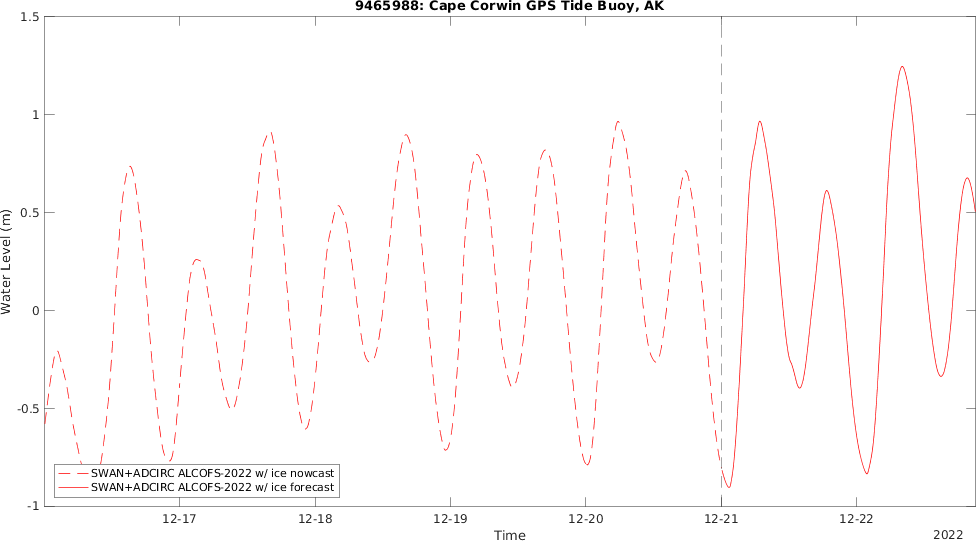 9465988: Cape Corwin GPS Tide Buoy, AK
1.5
1
0.5
0
-0.5
-1
Water Level (m)
SWAN+ADCIRC ALCOFS-2022 w/ ice nowcast
SWAN+ADCIRC ALCOFS-2022 w/ ice forecast
12-17 12-18 12-19 12-20 12-21 12-22
Time
2022